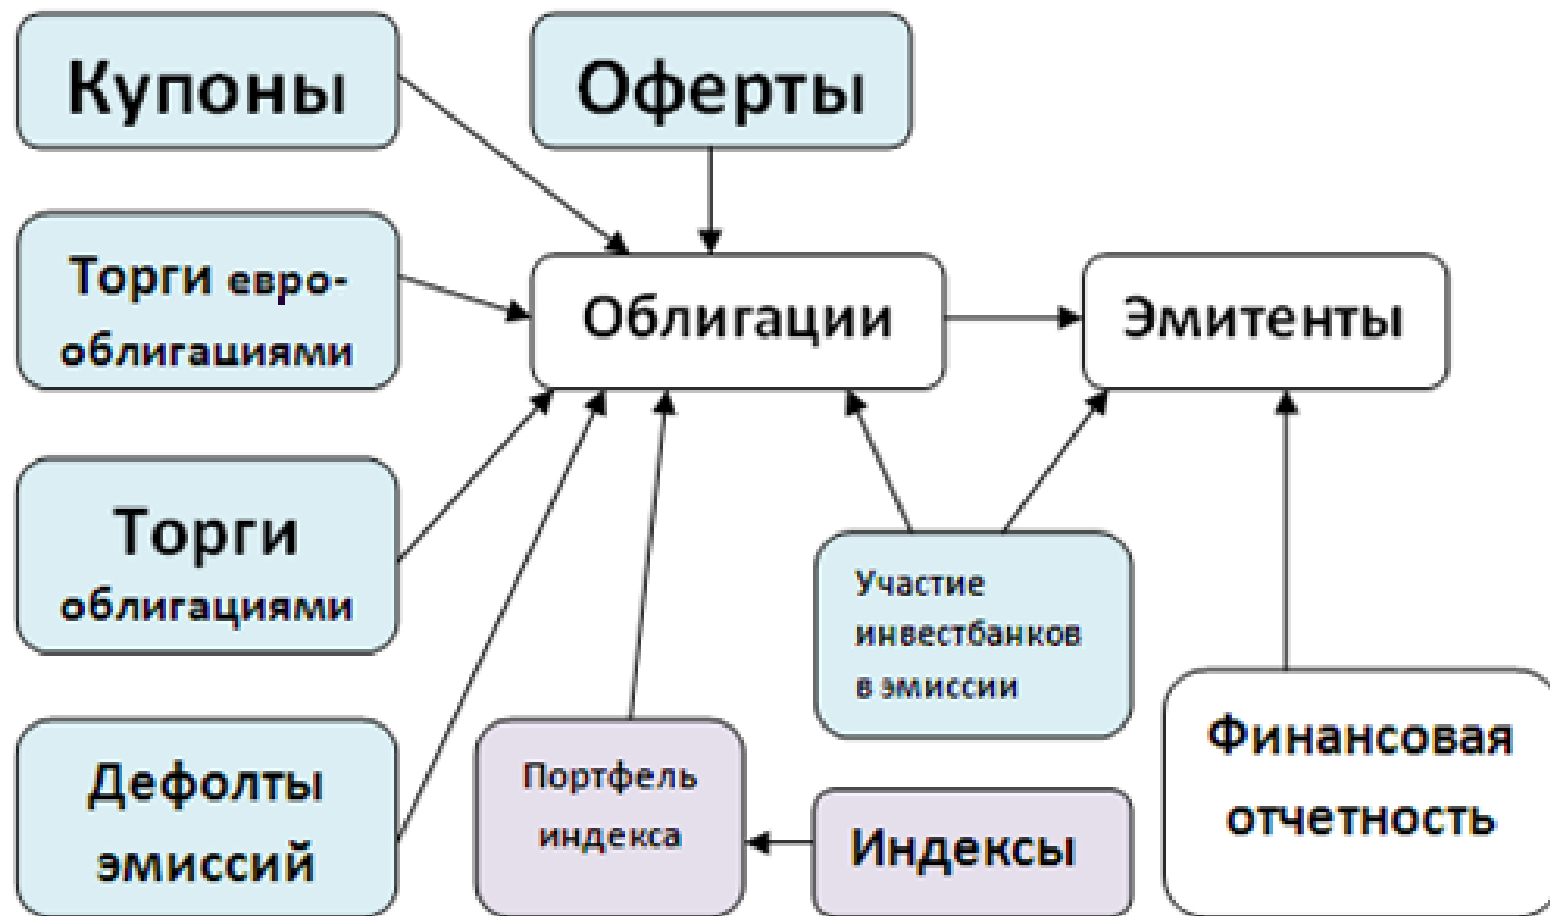 Купоны
Оферты
Торги евро-
облигациями
Облигации
Эмитенты
Торги
облигациями
Участие
инвестбанков
в эмиссии
Дефолты
эмиссий
Портфель
индекса
Индексы
Финансовая
отчетность